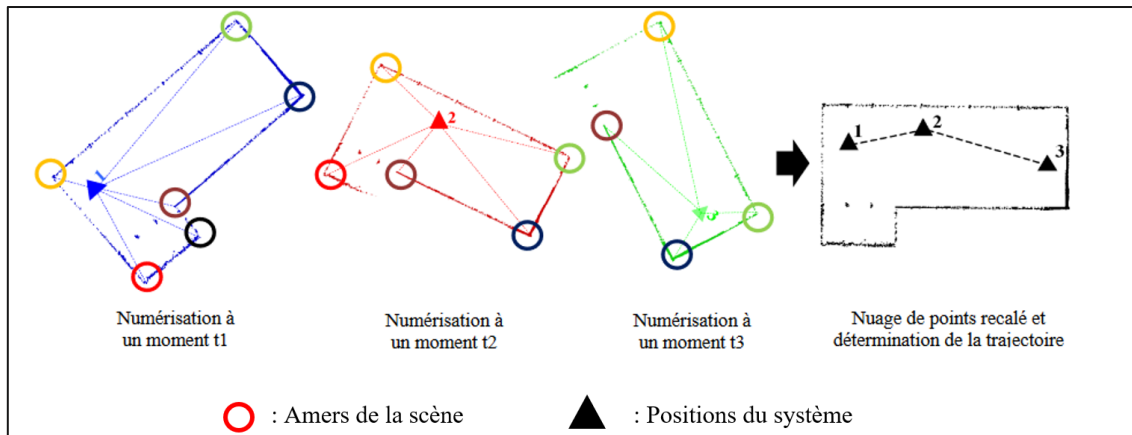 1
2
3
1
2
3
Numérisation à
un moment t1
Numérisation à
un moment t2
Numérisation à
un moment t3
Nuage de points recalé et
détermination de la trajectoire
: Amers de la scène
: Positions du système